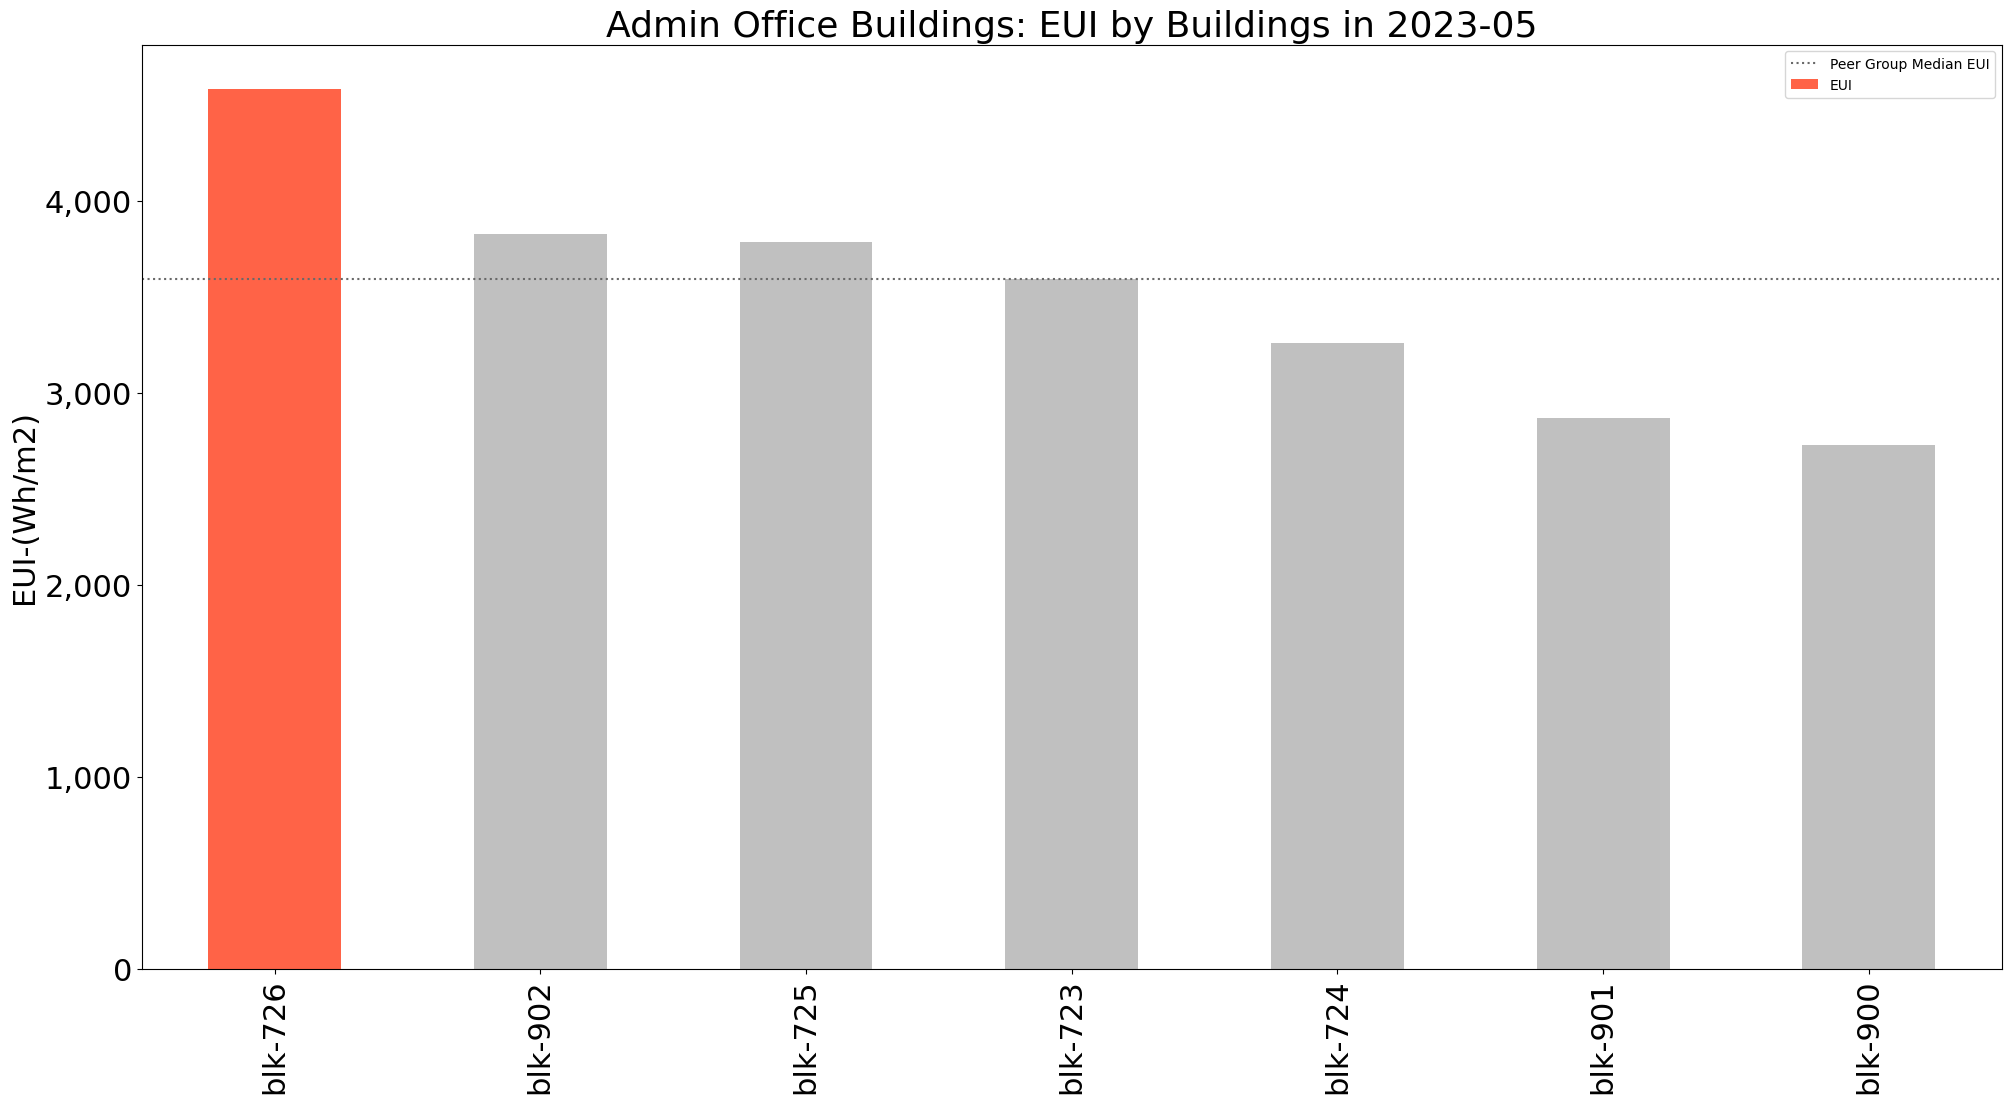 Admin Office Buildings: EUI by Buildings in 2023-05
Peer Group Median EUI
EUI
EUI-(Wh/m2)
4,000
3,000
2,000
1,000
0
blk-726
blk-902
blk-725
blk-723
blk-724
blk-901
blk-900